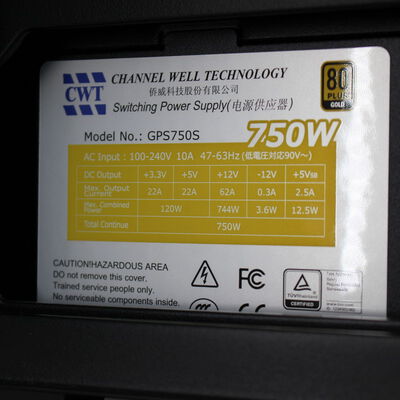 CWT
CHANNEL WELL TECHNOLOGY
侨威科技股份有限公司
Switching Power Supply(电源供应器)
80
PLUS
GOLD
Model No.: GPS750S
750W
AC Input : 100-240V 10A 47-63Hz (低電圧対応90V～)
DC Output +3.3V +5V +12V -12V +5VSB
Max. Output Current 22A 22A 62A 0.3A 2.5A
Max. Combined Power 120W 744W 3.6W 12.5W
Total Continue 750W
CAUTION!HAZARDOUS AREA
Do not remove this cover.
Trained service people only.
No serviceable components inside.
FC
TÜVRheinland
CERTIFIED